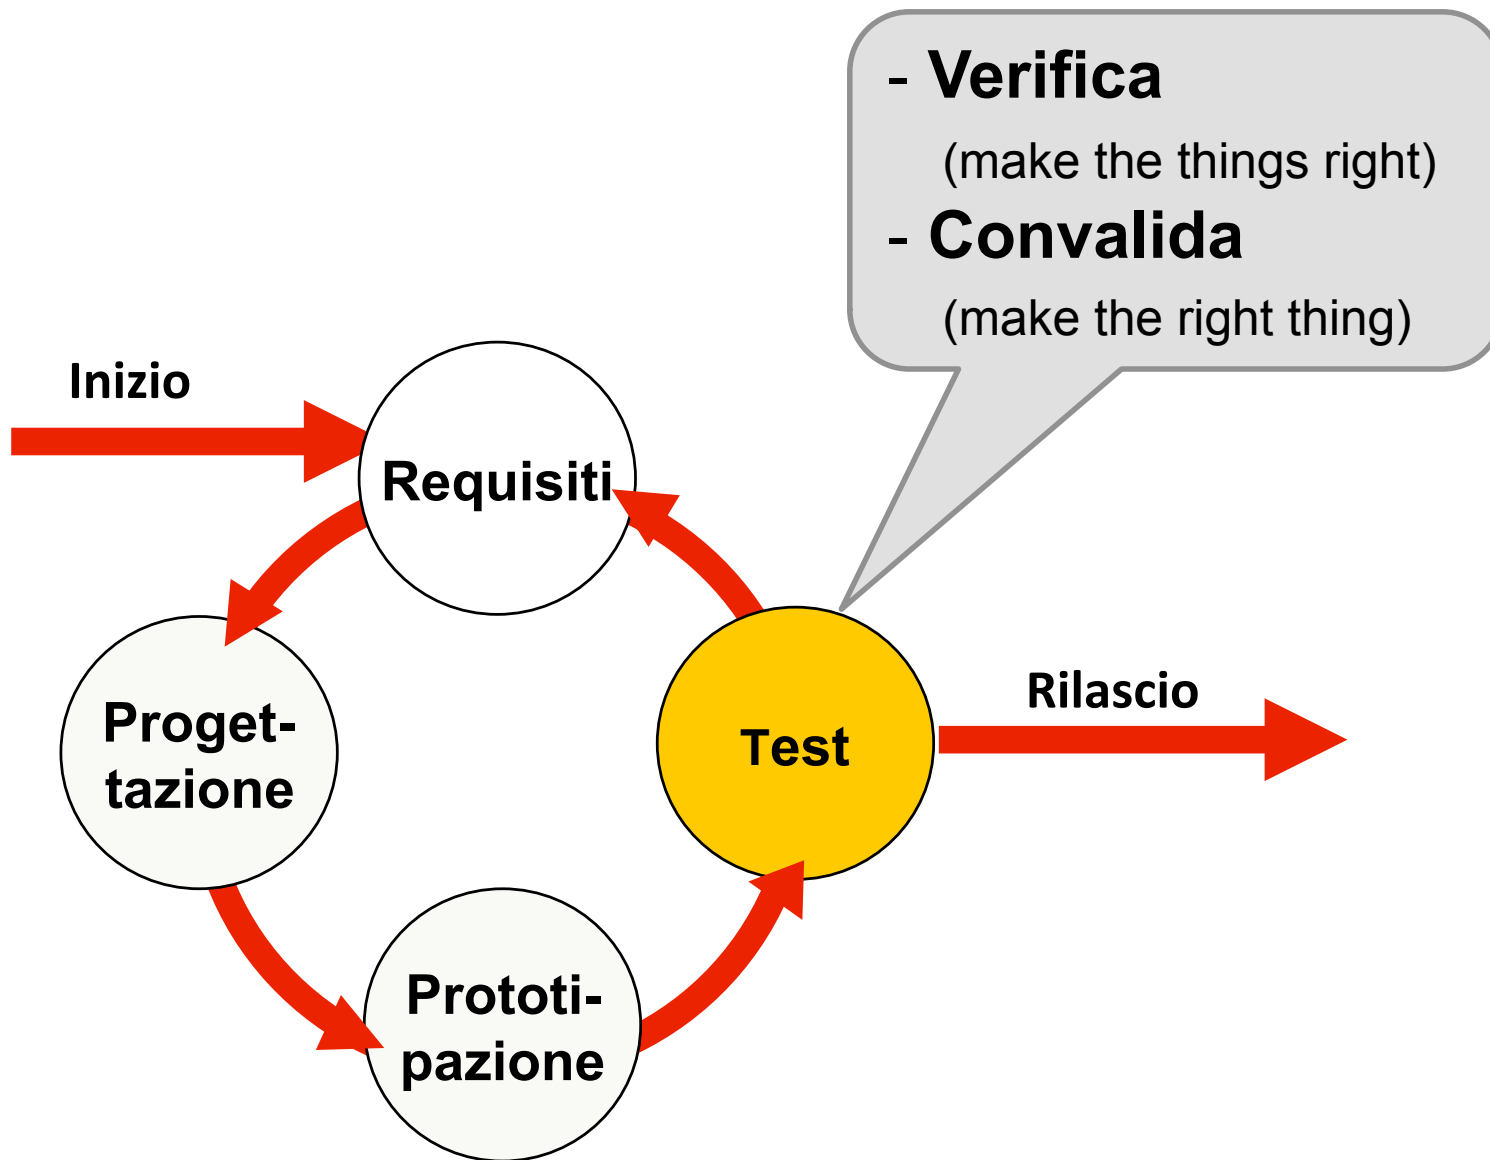 - Verifica
(make the things right)
- Convalida
(make the right thing)
Inizio
Requisiti
Proget-
tazione
Test
Rilascio
Prototi-
pazione